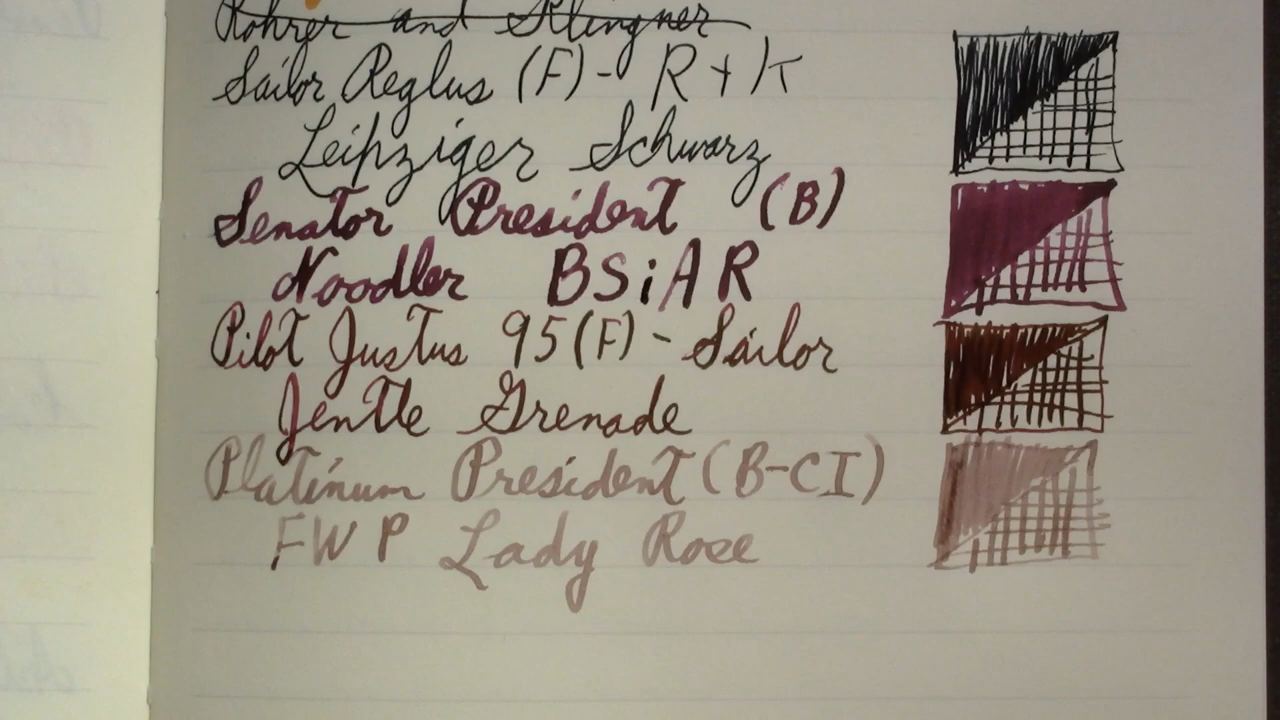 Rohrer and Klingner
Sailor Reglus (F) - R + K
Leipziger Schwarz
Senator President (B)
Noodler BSiAR
Pilot Justus 95(F) - Sailor
Jentle Grenade
Platinum President (B-CI)
FWP Lady Rose